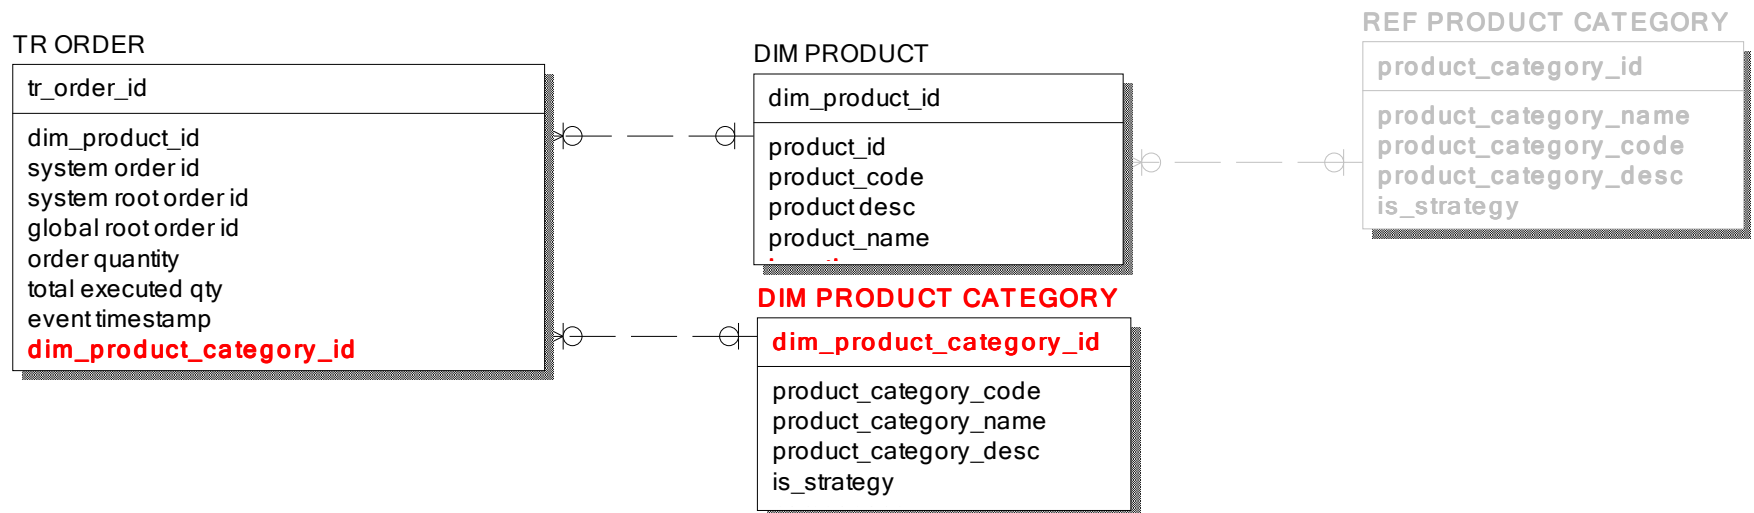 TR ORDER
tr_order_id
dim_product_id
system order id
system root order id
global root order id
order quantity
total executed qty
event timestamp
dim_product_category_id
DIM PRODUCT
dim_product_id
product_id
product_code
product desc
product_name
DIM PRODUCT CATEGORY
dim_product_category_id
product_category_code
product_category_name
product_category_desc
is_strategy
REF PRODUCT CATEGORY
product_category_id
product_category_name
product_category_code
product_category_desc
is_strategy